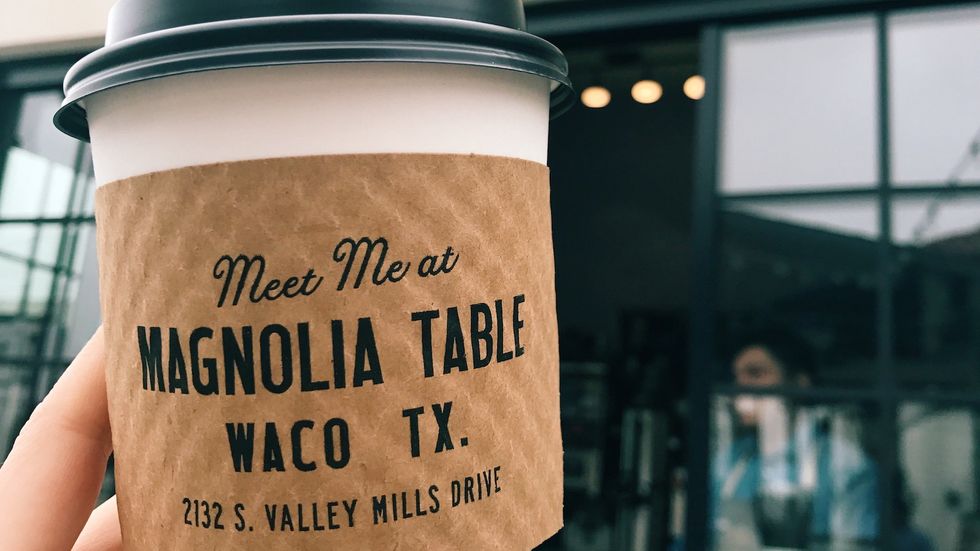 Meet Me at
MAGNOLIA TABLE
WACO TX.
2132 S. VALLEY MILLS DRIVE